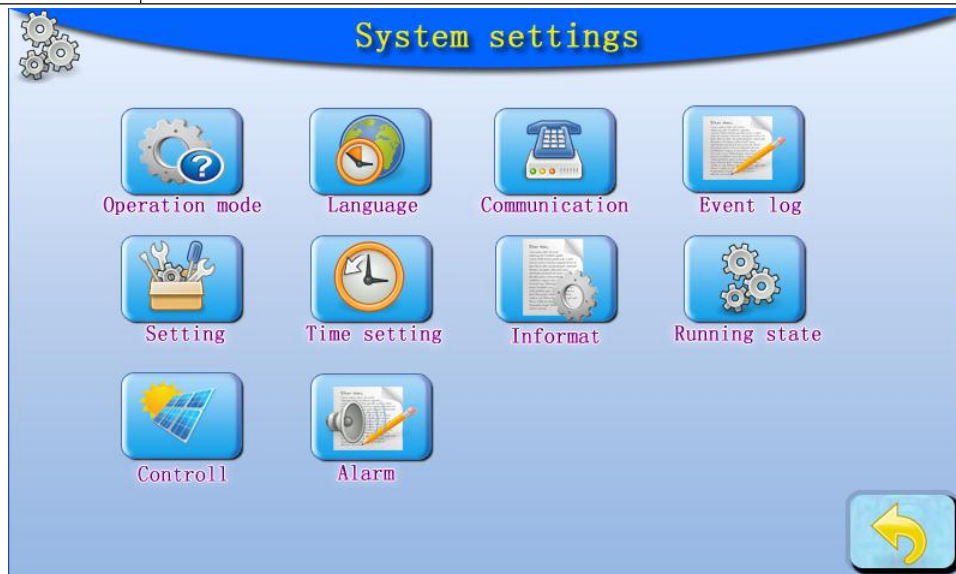 System settings
Operation mode
Language
Communication
Event log
Setting
Time setting
Informat
Running state
Controll
Alarm